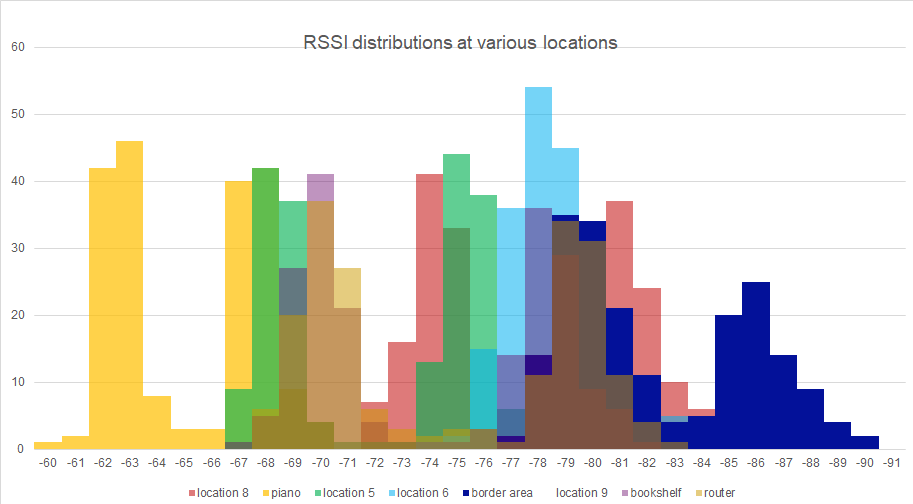 RSSI distributions at various locations
60
50
40
30
20
10
0
-60 -61 -62 -63 -64 -65 -66 -67 -68 -69 -70 -71 -72 -73 -74 -75 -76 -77 -78 -79 -80 -81 -82 -83 -84 -85 -86 -87 -88 -89 -90 -91
location 8 piano location 5 location 6 border area location 9 bookshelf router